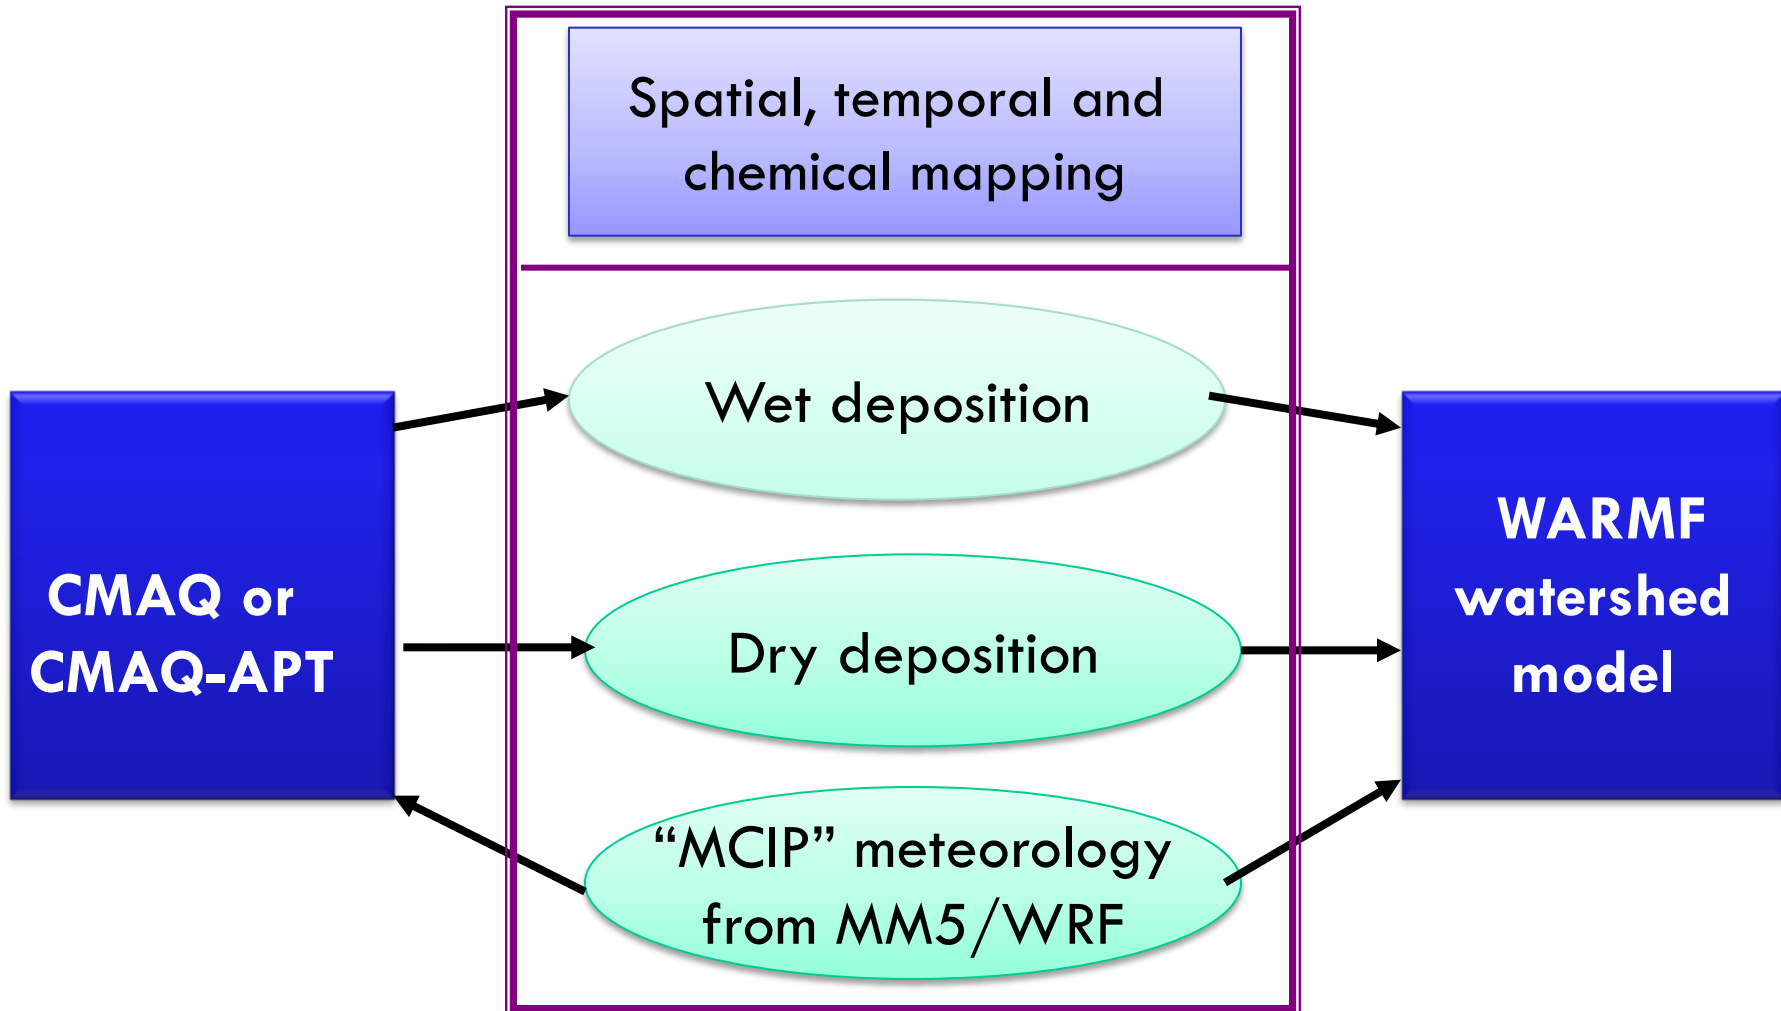 Spatial, temporal and
chemical mapping
Wet deposition
CMAQ or
CMAQ-APT
Dry deposition
WARMF
watershed
model
“MCIP” meteorology
from MM5/WRF